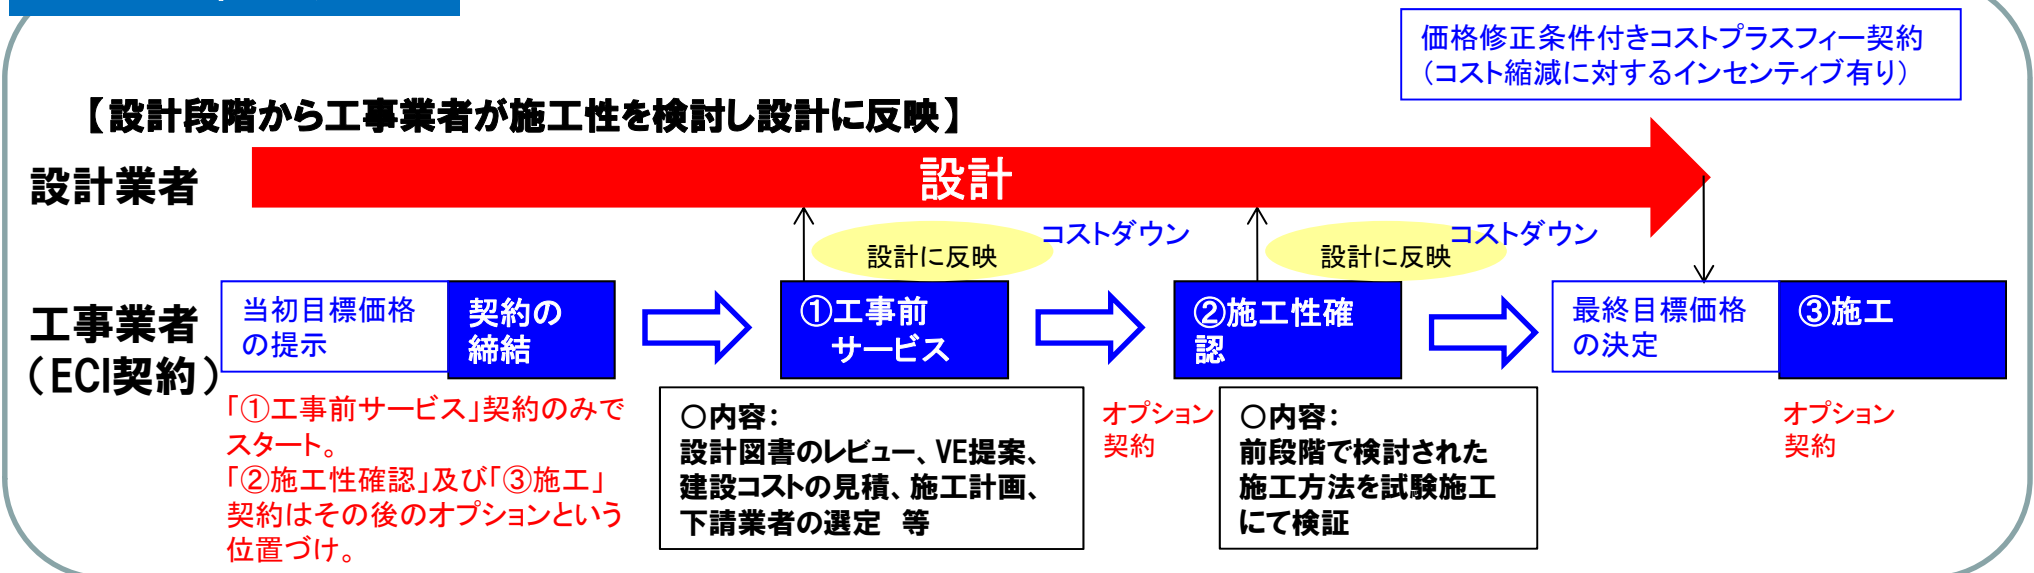 価格修正条件付きコストプラスフィー契約
（コスト縮減に対するインセンティブ有り）
【設計段階から工事業者が施工性を検討し設計に反映】
設計業者
設計
設計に反映
コストダウン
設計に反映
コストダウン
工事業者
（ECI契約）
当初目標価格
の提示
契約の
締結
①工事前
サービス
②施工性確
認
最終目標価格
の決定
③施工
「①工事前サービス」契約のみで
スタート。
「②施工性確認」及び「③施工」
契約はその後のオプションという
位置づけ。
○内容：
設計図書のレビュー、VE提案、
建設コストの見積、施工計画、
下請業者の選定　等
オプション
契約
○内容：
前段階で検討された
施工方法を試験施工
にて検証
オプション
契約